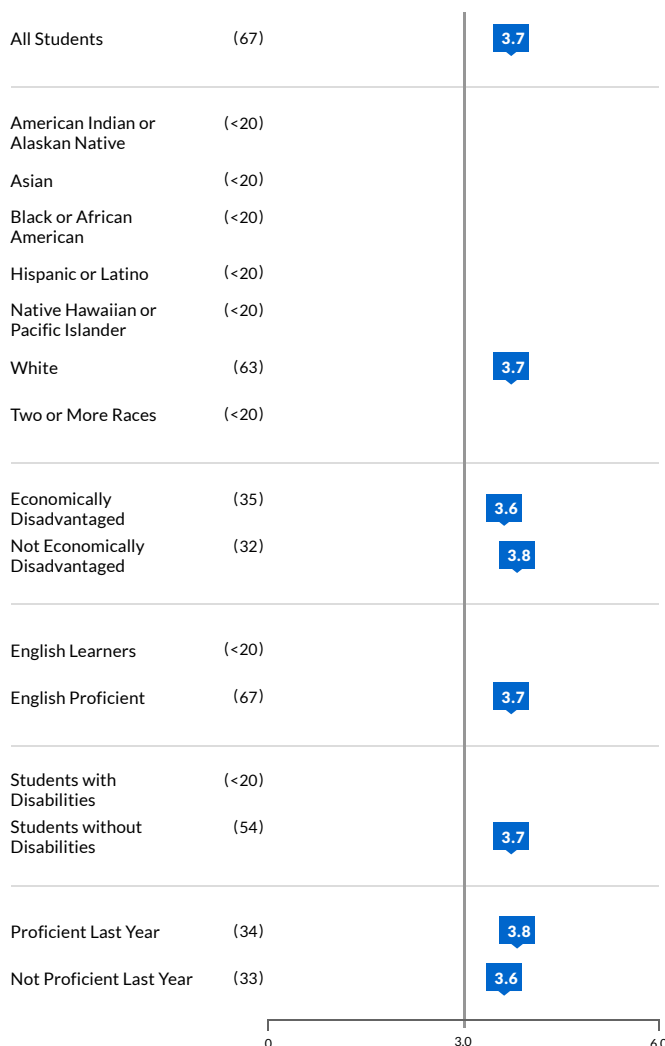 All Students (67) 3.7
American Indian or (<20)
Alaskan Native
Asian (<20)
Black or African (<20)
American
Hispanic or Latino (<20)
Native Hawaiian or (<20)
Pacific Islander
White (63) 3.7
Two or More Races (<20)
Economically (35) 3.6
Disadvantaged
Not Economically (32) 3.8
Disadvantaged
English Learners (<20)
English Proficient (67) 3.7
Students with (<20)
Disabilities
Students without (54) 3.7
Disabilities
Proficient Last Year (34) 3.8
Not Proficient Last Year (33) 3.6
0 3.0 6.0